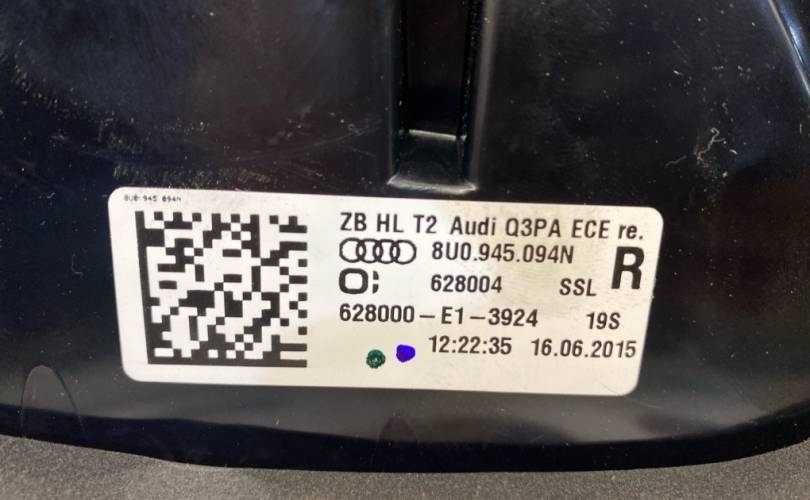 8U0 945 094N
ZB HL T2 Audi Q3PA ECE re.
8U0.945.094N R
628004 SSL
628000-E1-3924 19S
12:22:35 16.06.2015